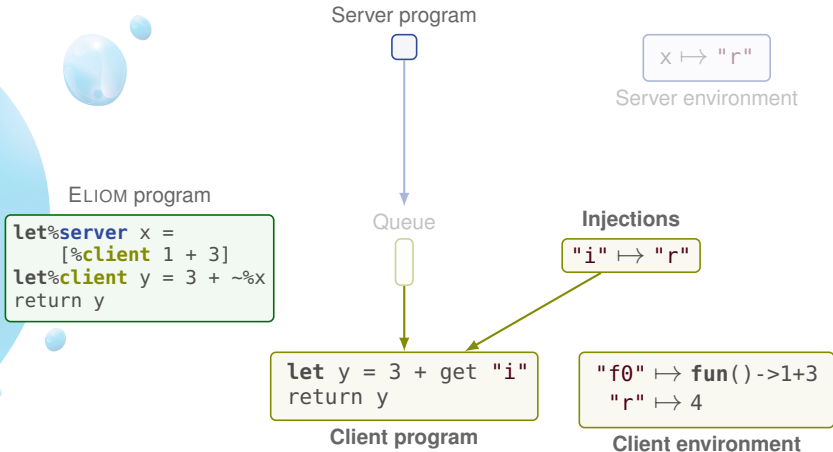 Server program
x ⟼ "r"
Server environment
ELIOM program
let%server x =
[%client 1 + 3]
let%client y = 3 + ~%x
return y
Queue
Injections
"i" ⟼ "r"
let y = 3 + get "i"
return y
Client program
"f0" ⟼ fun()->1+3
"r" ⟼ 4
Client environment